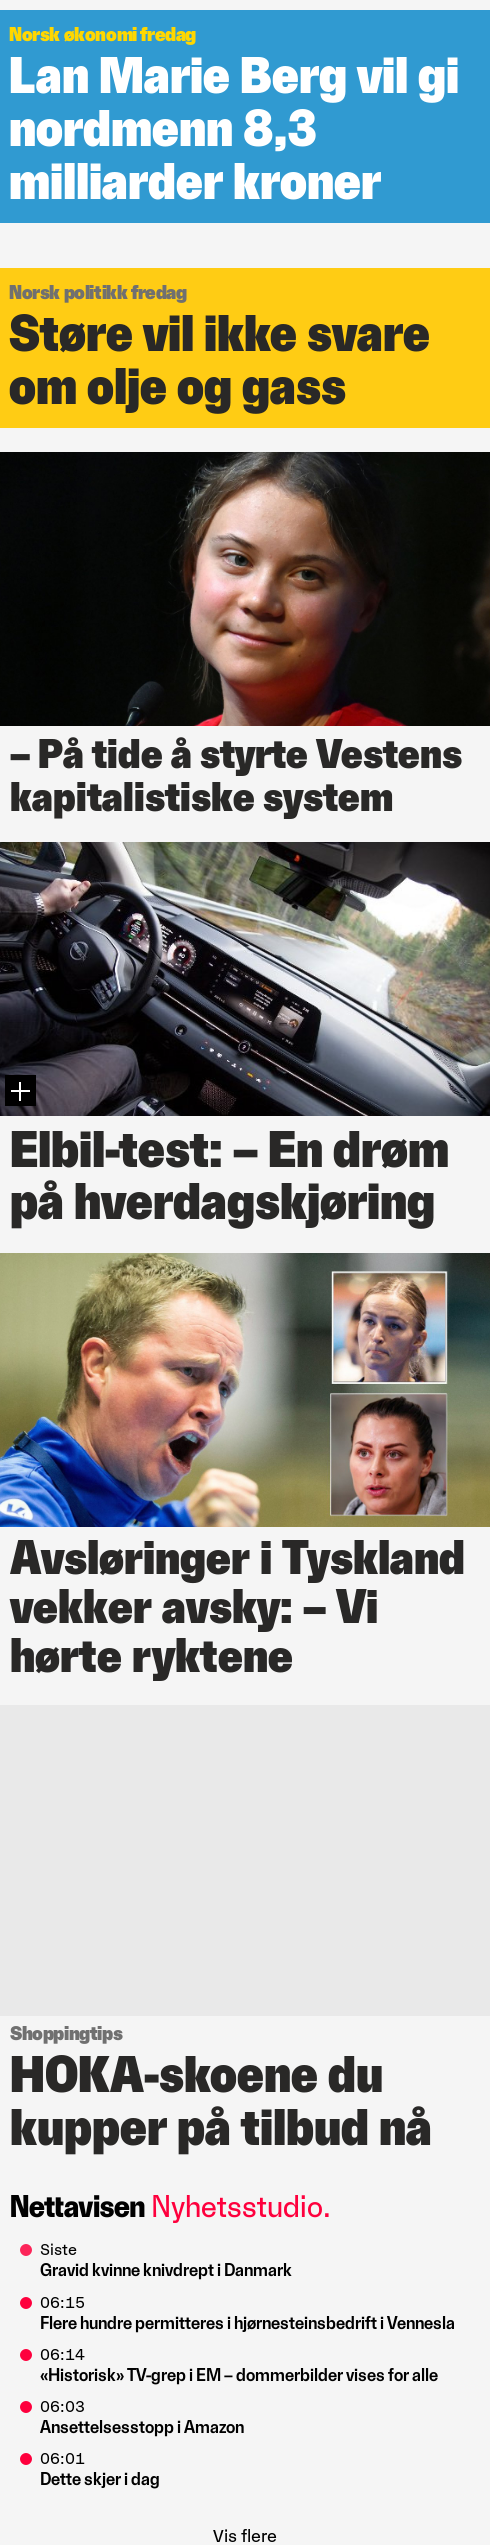 Norsk økonomi fredag
Lan Marie Berg vil gi
nordmenn 8,3
milliarder kroner
Norsk politikk fredag
Støre vil ikke svare
om olje og gass
– På tide å styrte Vestens
kapitalistiske system
Elbil-test: – En drøm
på hverdagskjøring
Avsløringer i Tyskland
vekker avsky: – Vi
hørte ryktene
Shoppingtips
HOKA-skoene du
kupper på tilbud nå
Nettavisen Nyhetsstudio.
Siste
Gravid kvinne knivdrept i Danmark
06:15
Flere hundre permitteres i hjørnesteinsbedrift i Vennesla
06:14
«Historisk» TV-grep i EM – dommerbilder vises for alle
06:03
Ansettelsesstopp i Amazon
06:01
Dette skjer i dag
Vis flere